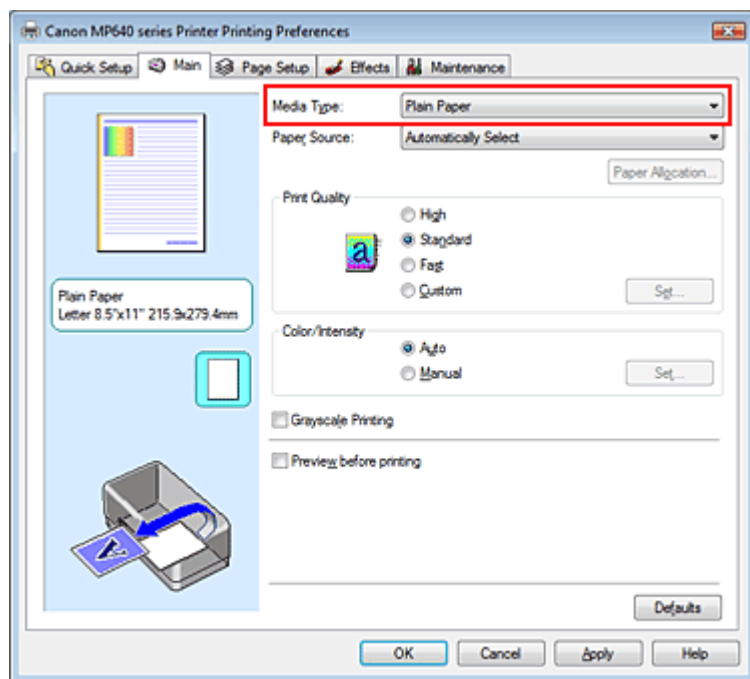 Canon MP640 series Printer Printing Preferences
Quick Setup
Main
Page Setup
Effects
Maintenance
Media Type:
Plain Paper
Paper Source:
Automatically Select
Paper Allocation...
Print Quality
High
a
Standard
Fast
Custom
Set...
Plain Paper
Letter 8.5"x11" 215.9x279.4mm
Color/Intensity
Auto
Manual
Set...
Grayscale Printing
Preview before printing
A
Defaults
OK
Cancel
Apply
Help